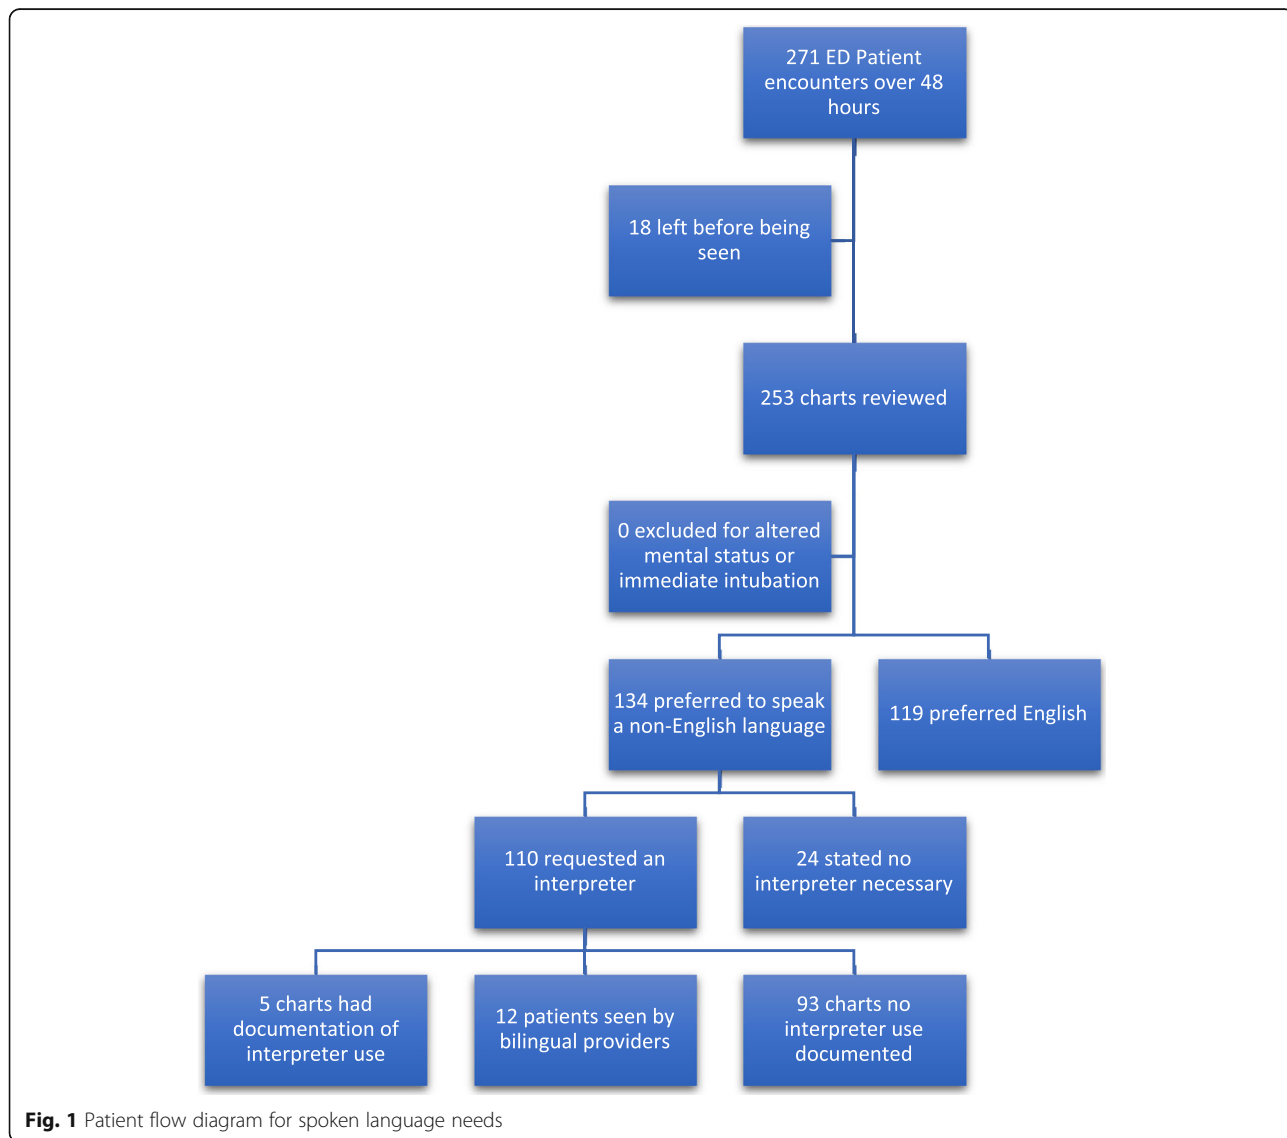 271 ED Patient
encounters over 48
hours
18 left before being
seen
253 charts reviewed
0 excluded for altered
mental status or
immediate intubation
134 preferred to speak
a non-English language
119 preferred English
110 requested an
interpreter
24 stated no
interpreter necessary
5 charts had
documentation of
interpreter use
12 patients seen by
bilingual providers
93 charts no
interpreter use
documented
Fig. 1 Patient flow diagram for spoken language needs